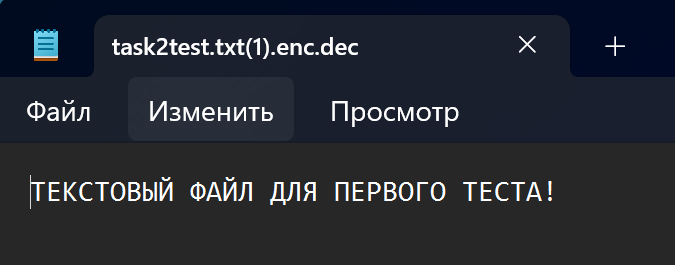 task2test.txt(1).enc.dec
Файл Изменить Просмотр
ТЕКСТОВЫЙ ФАЙЛ ДЛЯ ПЕРВОГО ТЕСТА!